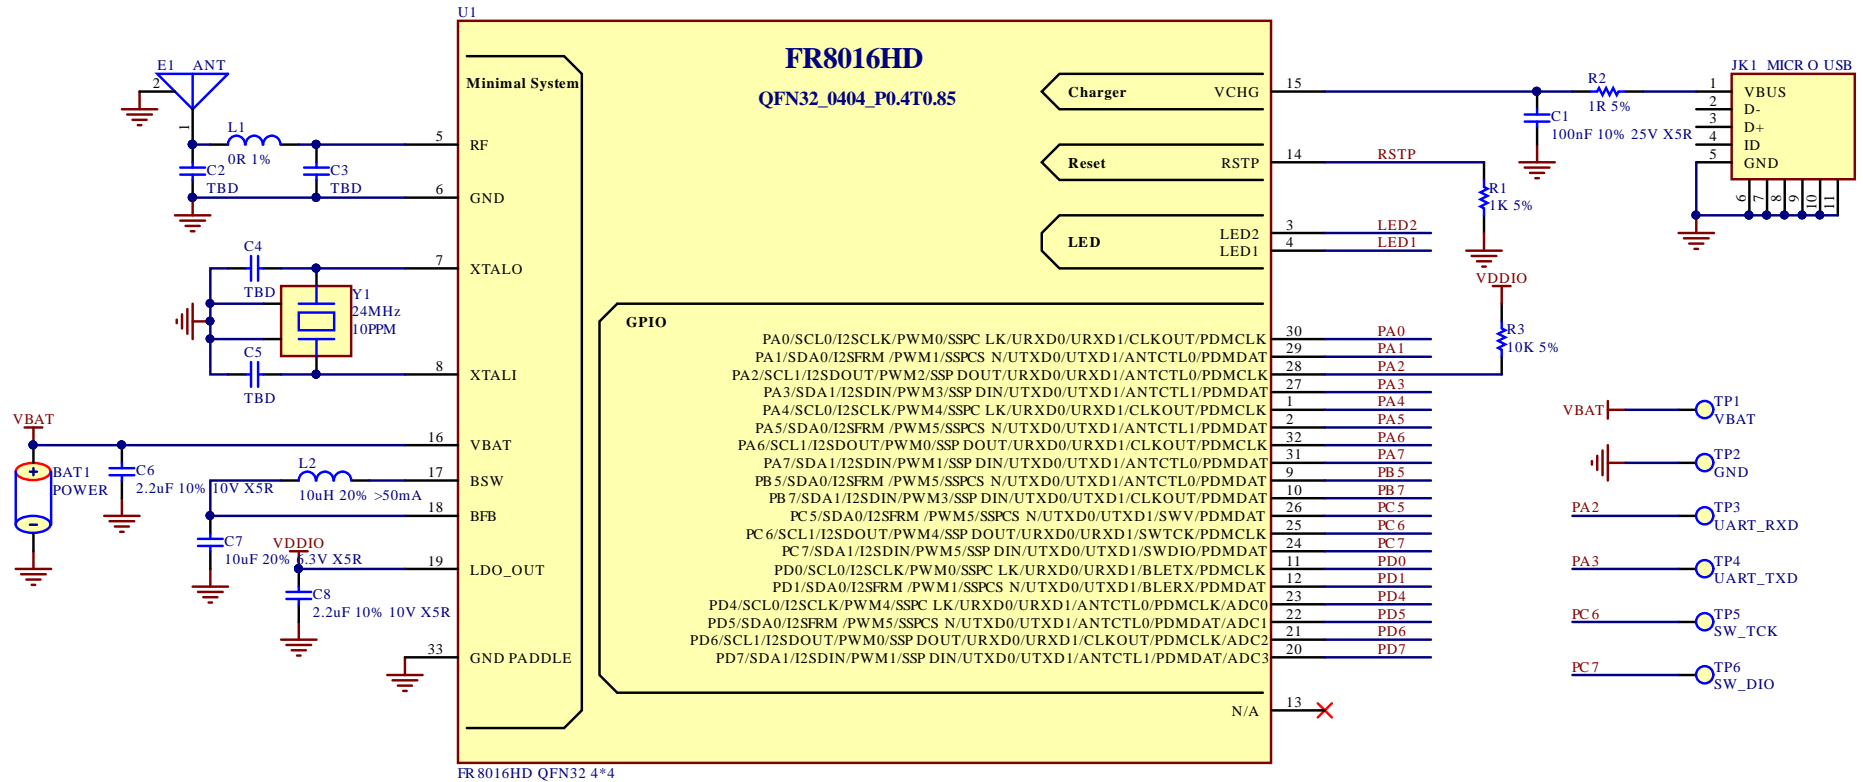 U1
FR8016HD
QFN32_0404_P0.4T0.85
Minimal System
E1 ANT
2
1
L1
0R 1%
C2
TBD
C3
TBD
5
RF
6
GND
C4
TBD
7
XTALO
Y1
24MHz
10PPM
C5
TBD
8
XTALI
VBAT
16
VBAT
BAT1
POWER
C6
2.2uF 10% 10V X5R
L2
10uH 20% >50mA
17
BSW
18
BFB
C7
10uF 20% 6.3V X5R
VDDIO
19
LDO_OUT
C8
2.2uF 10% 10V X5R
33
GND PADDLE
Charger
VCHG
15
Reset
RSTP
14
RSTP
LED
LED2
3
LED2
LED1
4
LED1
R1
1K 5%
C1
100nF 10% 25V X5R
R2
1R 5%
JK1 MICRO USB
1
VBUS
2
D-
3
D+
4
ID
5
GND
6
7
8
9
10
11
VDDIO
R3
10K 5%
GPIO
PA0/SCL0/I2SCLK/PWM0/SSPCLK/URXD0/URXD1/CLKOUT/PDMCLK 30 PA0
PA1/SDA0/I2SFRM/PWM1/SSPCSN/UTXD0/UTXD1/ANTCTL0/PDMDAT 29 PA1
PA2/SCL1/I2SDOUT/PWM2/SSPDOUT/URXD0/URXD1/ANTCTL0/PDMCLK 28 PA2
PA3/SDA1/I2SDIN/PWM3/SSPDIN/UTXD0/UTXD1/ANTCTL1/PDMDAT 27 PA3
PA4/SCL0/I2SCLK/PWM4/SSPCLK/URXD0/URXD1/CLKOUT/PDMCLK 1 PA4
PA5/SDA0/I2SFRM/PWM5/SSPCSN/UTXD0/UTXD1/ANTCTL1/PDMDAT 2 PA5
PA6/SCL1/I2SDOUT/PWM0/SSPDOUT/URXD0/URXD1/CLKOUT/PDMCLK 32 PA6
PA7/SDA1/I2SDIN/PWM1/SSPDIN/UTXD0/UTXD1/ANTCTL0/PDMDAT 31 PA7
PB5/SDA0/I2SFRM/PWM5/SSPCSN/UTXD0/UTXD1/ANTCTL0/PDMDAT 9 PB5
PB7/SDA1/I2SDIN/PWM3/SSPDIN/UTXD0/UTXD1/CLKOUT/PDMDAT 10 PB7
PC5/SDA0/I2SFRM/PWM5/SSPCSN/UTXD0/UTXD1/SWV/PDMDAT 26 PC5
PC6/SCL1/I2SDOUT/PWM4/SSPDOUT/URXD0/URXD1/SWTCK/PDMCLK 25 PC6
PC7/SDA1/I2SDIN/PWM5/SSPDIN/UTXD0/UTXD1/SWDIO/PDMDAT 24 PC7
PD0/SCL0/I2SCLK/PWM0/SSPCLK/URXD0/URXD1/BLETX/PDMCLK 11 PD0
PD1/SDA0/I2SFRM/PWM1/SSPCSN/UTXD0/UTXD1/BLERX/PDMDAT 12 PD1
PD4/SCL0/I2SCLK/PWM4/SSPCLK/URXD0/URXD1/ANTCTL0/PDMCLK/ADC0 23 PD4
PD5/SDA0/I2SFRM/PWM5/SSPCSN/UTXD0/UTXD1/ANTCTL0/PDMDAT/ADC1 22 PD5
PD6/SCL1/I2SDOUT/PWM0/SSPDOUT/URXD0/URXD1/CLKOUT/PDMCLK/ADC2 21 PD6
PD7/SDA1/I2SDIN/PWM1/SSPDIN/UTXD0/UTXD1/ANTCTL1/PDMDAT/ADC3 20 PD7
N/A 13
VBAT
TP1
VBAT
TP2
GND
PA2
TP3
UART_RXD
PA3
TP4
UART_TXD
PC6
TP5
SW_TCK
PC7
TP6
SW_DIO
FR8016HD QFN32 4*4